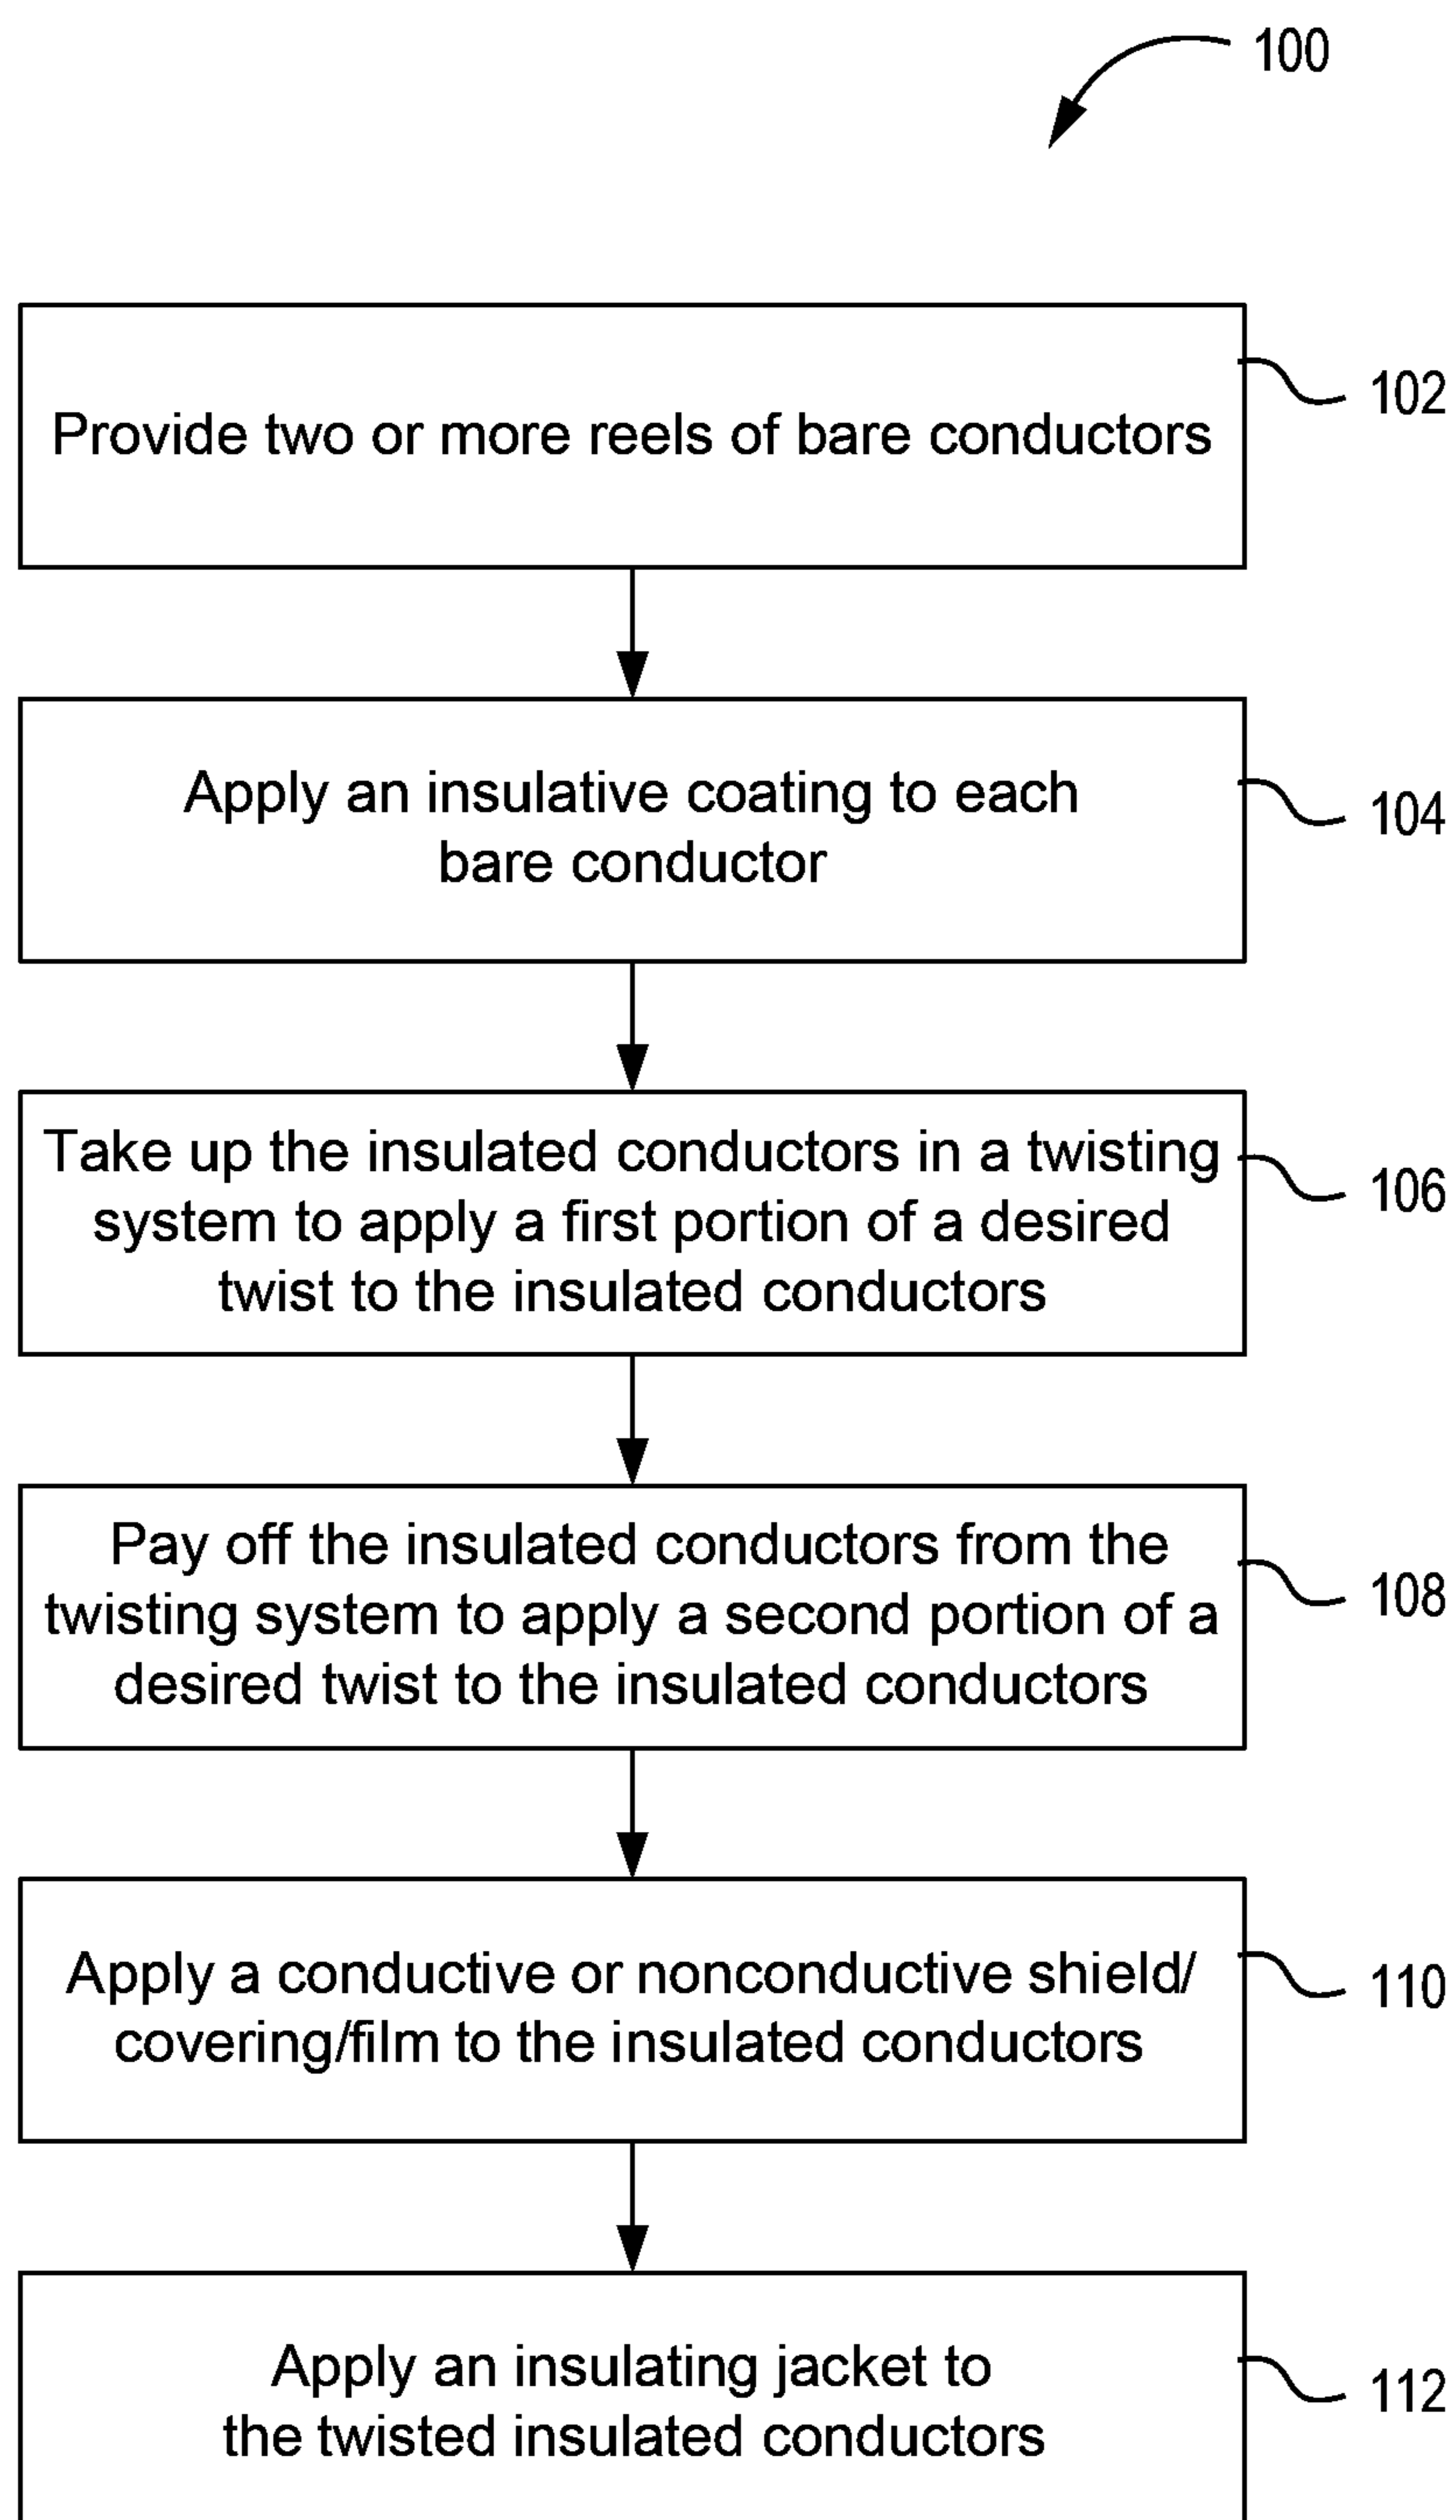 100
Provide two or more reels of bare conductors
102
Apply an insulative coating to each
bare conductor
104
Take up the insulated conductors in a twisting
system to apply a first portion of a desired
twist to the insulated conductors
106
Pay off the insulated conductors from the
twisting system to apply a second portion of a
desired twist to the insulated conductors
108
Apply a conductive or nonconductive shield/
covering/film to the insulated conductors
110
Apply an insulating jacket to
the twisted insulated conductors
112